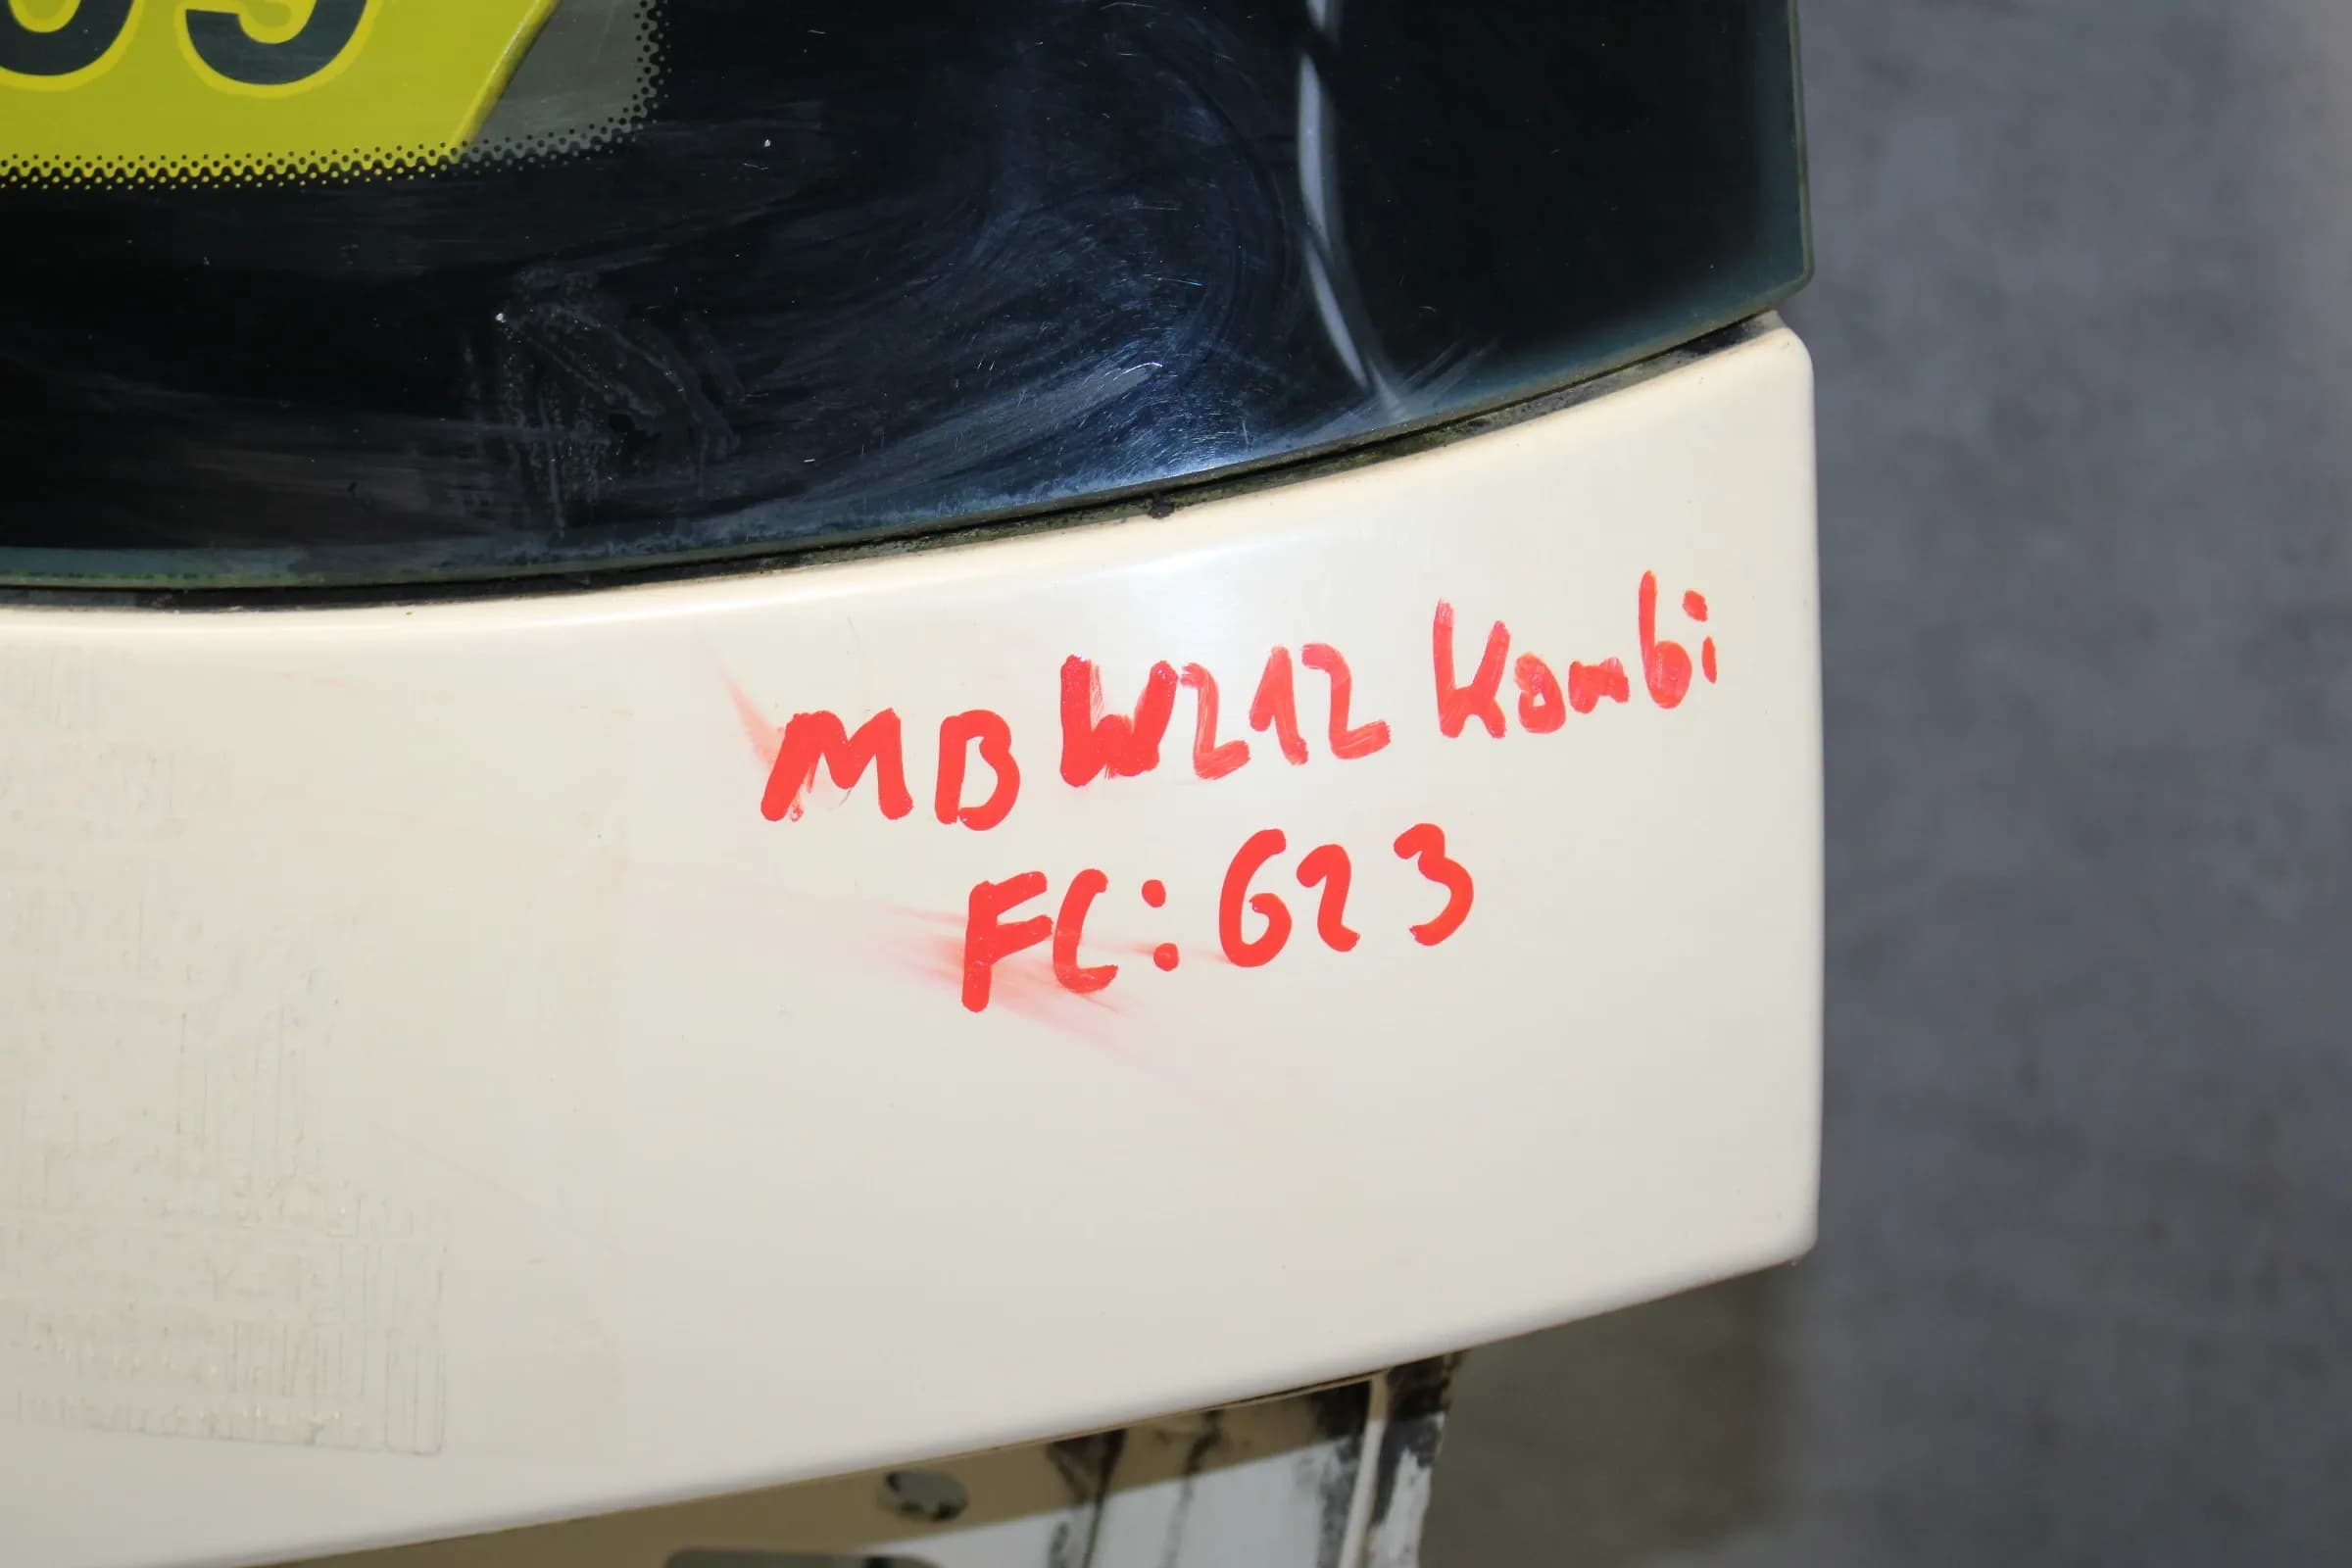 MB W212 Kombi
FC: 623